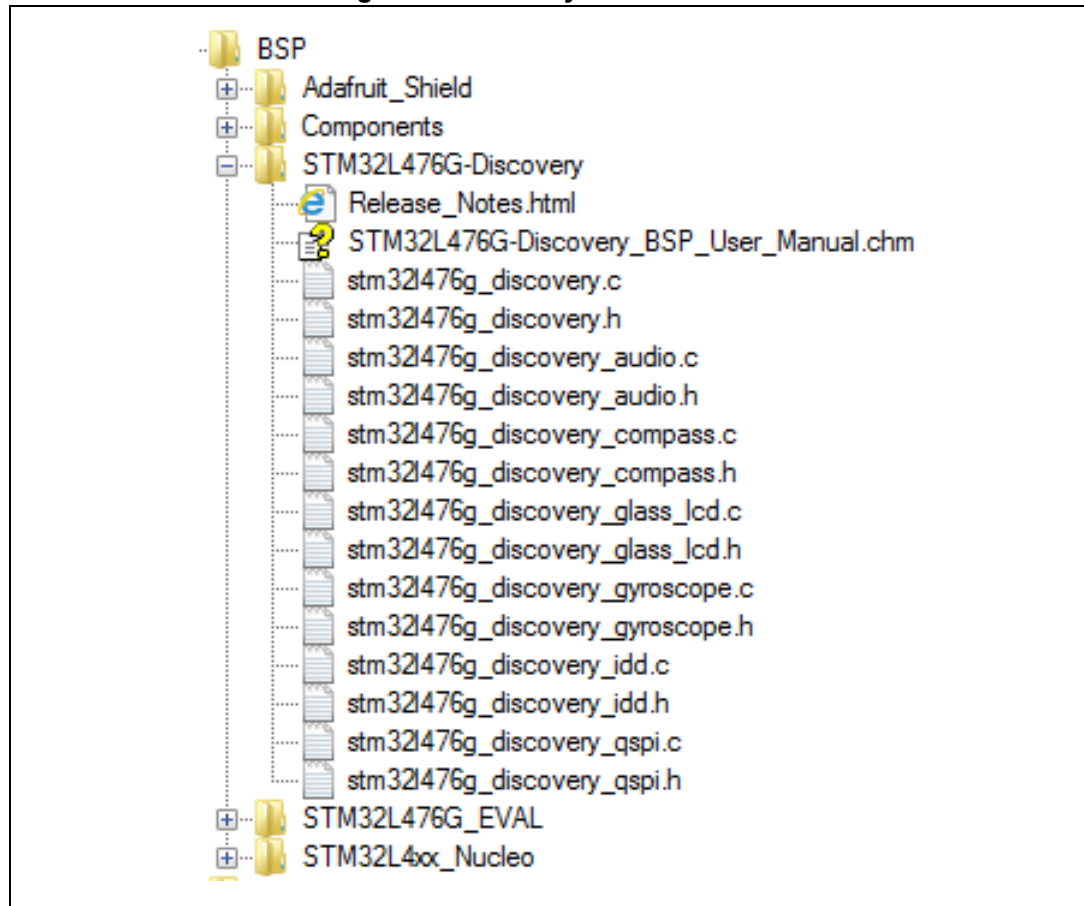 BSP
Adafruit_Shield
Components
STM32L476G-Discovery
Release_Notes.html
STM32L476G-Discovery_BSP_User_Manual.chm
stm32l476g_discovery.c
stm32l476g_discovery.h
stm32l476g_discovery_audio.c
stm32l476g_discovery_audio.h
stm32l476g_discovery_compass.c
stm32l476g_discovery_compass.h
stm32l476g_discovery_glass_lcd.c
stm32l476g_discovery_glass_lcd.h
stm32l476g_discovery_gyroscope.c
stm32l476g_discovery_gyroscope.h
stm32l476g_discovery_idd.c
stm32l476g_discovery_idd.h
stm32l476g_discovery_qspi.c
stm32l476g_discovery_qspi.h
STM32L476G_EVAL
STM32L4xx_Nucleo